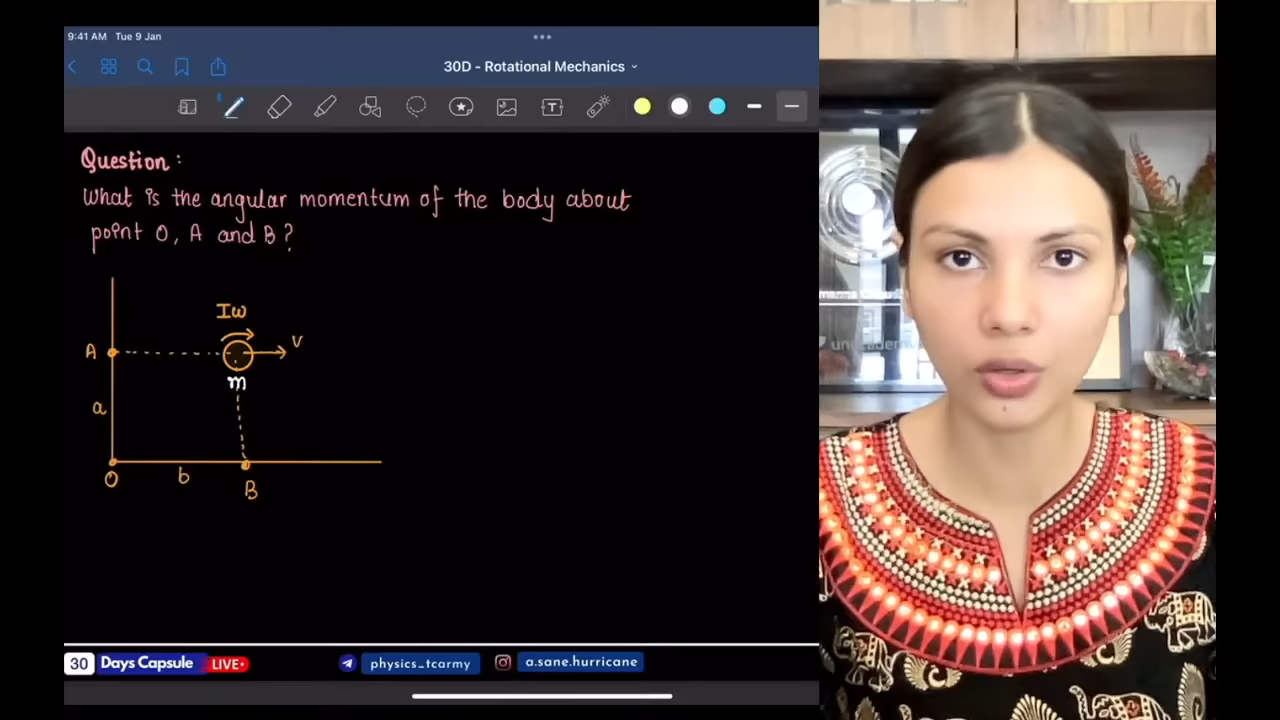 9:41 AM Tue 9 Jan
30D - Rotational Mechanics
Question :
What is the angular momentum of the body about
point O, A and B ?
Iω
A
v
m
a
O
b
B
unacademy
30 Days Capsule LIVE
physics_tcarmy
a.sane.hurricane